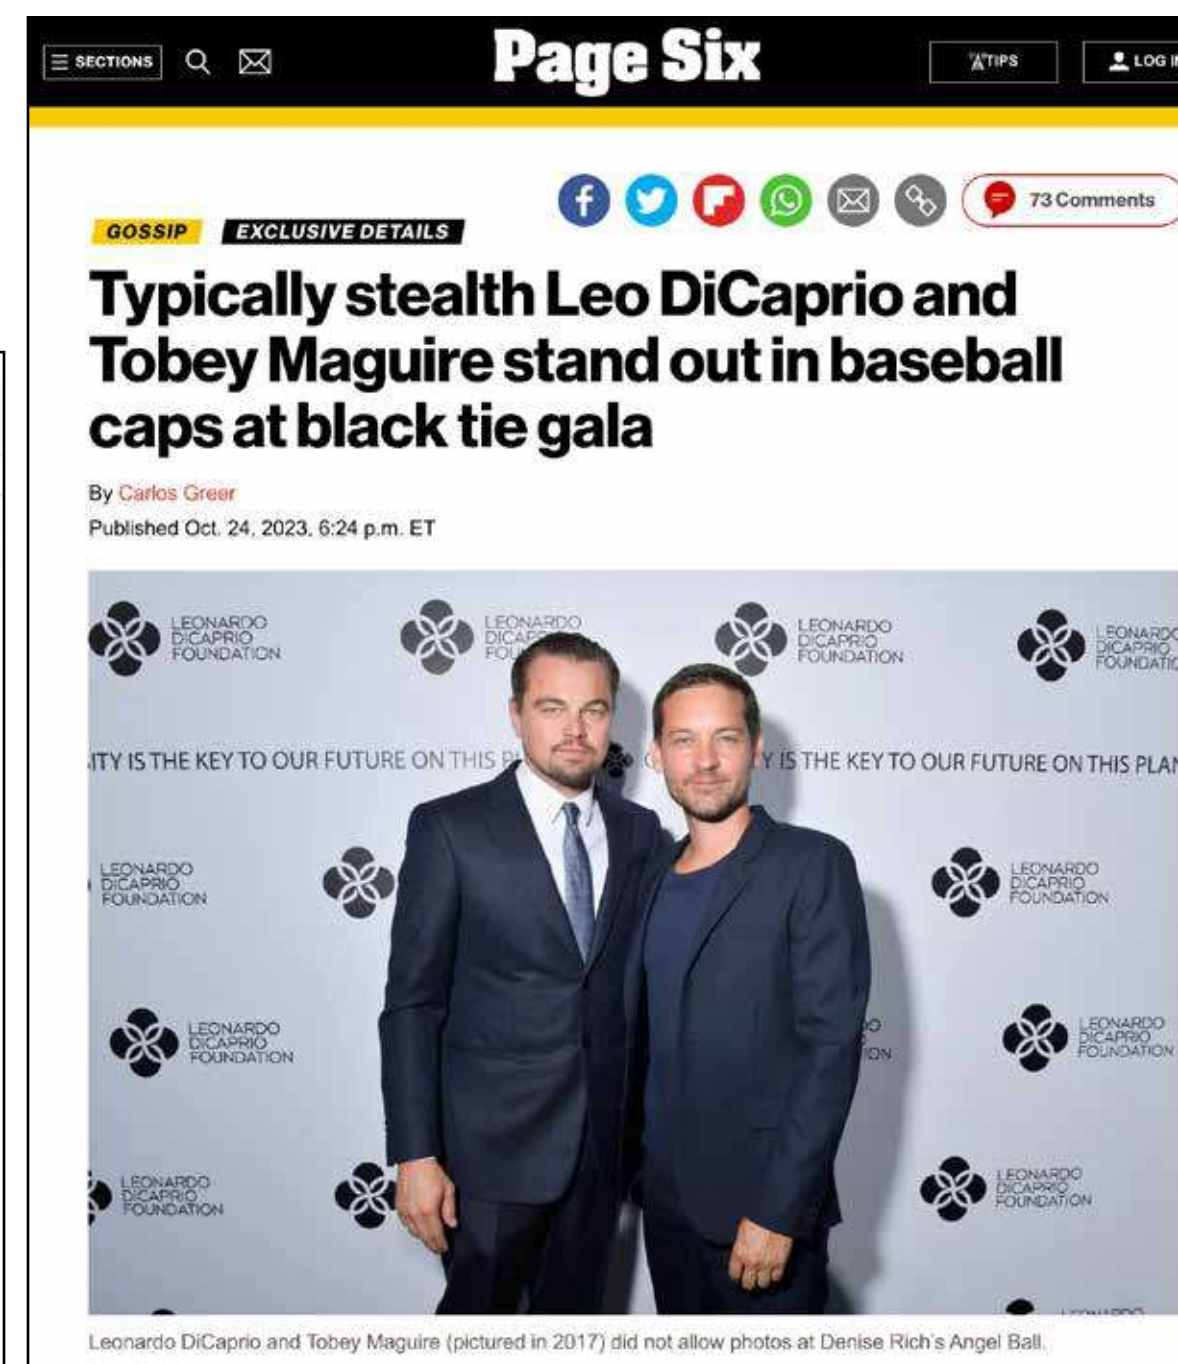 SECTIONS
Page Six
TIPS
LOG IN
73 Comments
GOSSIP
EXCLUSIVE DETAILS
Typically stealth Leo DiCaprio and
Tobey Maguire stand out in baseball
caps at black tie gala
By Carlos Greer
Published Oct. 24, 2023, 6:24 p.m. ET
LEONARDO
DICAPRIO
FOUNDATION
LEONARDO
LEONARDO
DICAPRIO
FOUNDATION
LEONARDO
DICAPRIO
ITY IS THE KEY TO OUR FUTURE ON THIS
Y IS THE KEY TO OUR FUTURE ON THIS PLAN
LEONARDO
DICAPRIO
FOUNDATION
LEONARDO
DICAPRIO
FOUNDATION
LEONARDO
DICAPRIO
FOUNDATION
ION
LEONARDO
DICAPRIO
FOUNDATION
LEONARDO
DICAPRIO
FOUNDATION
LEONARDO
DICAPRIO
FOUNDATION
Leonardo DiCaprio and Tobey Maguire (pictured in 2017) did not allow photos at Denise Rich's Angel Ball.